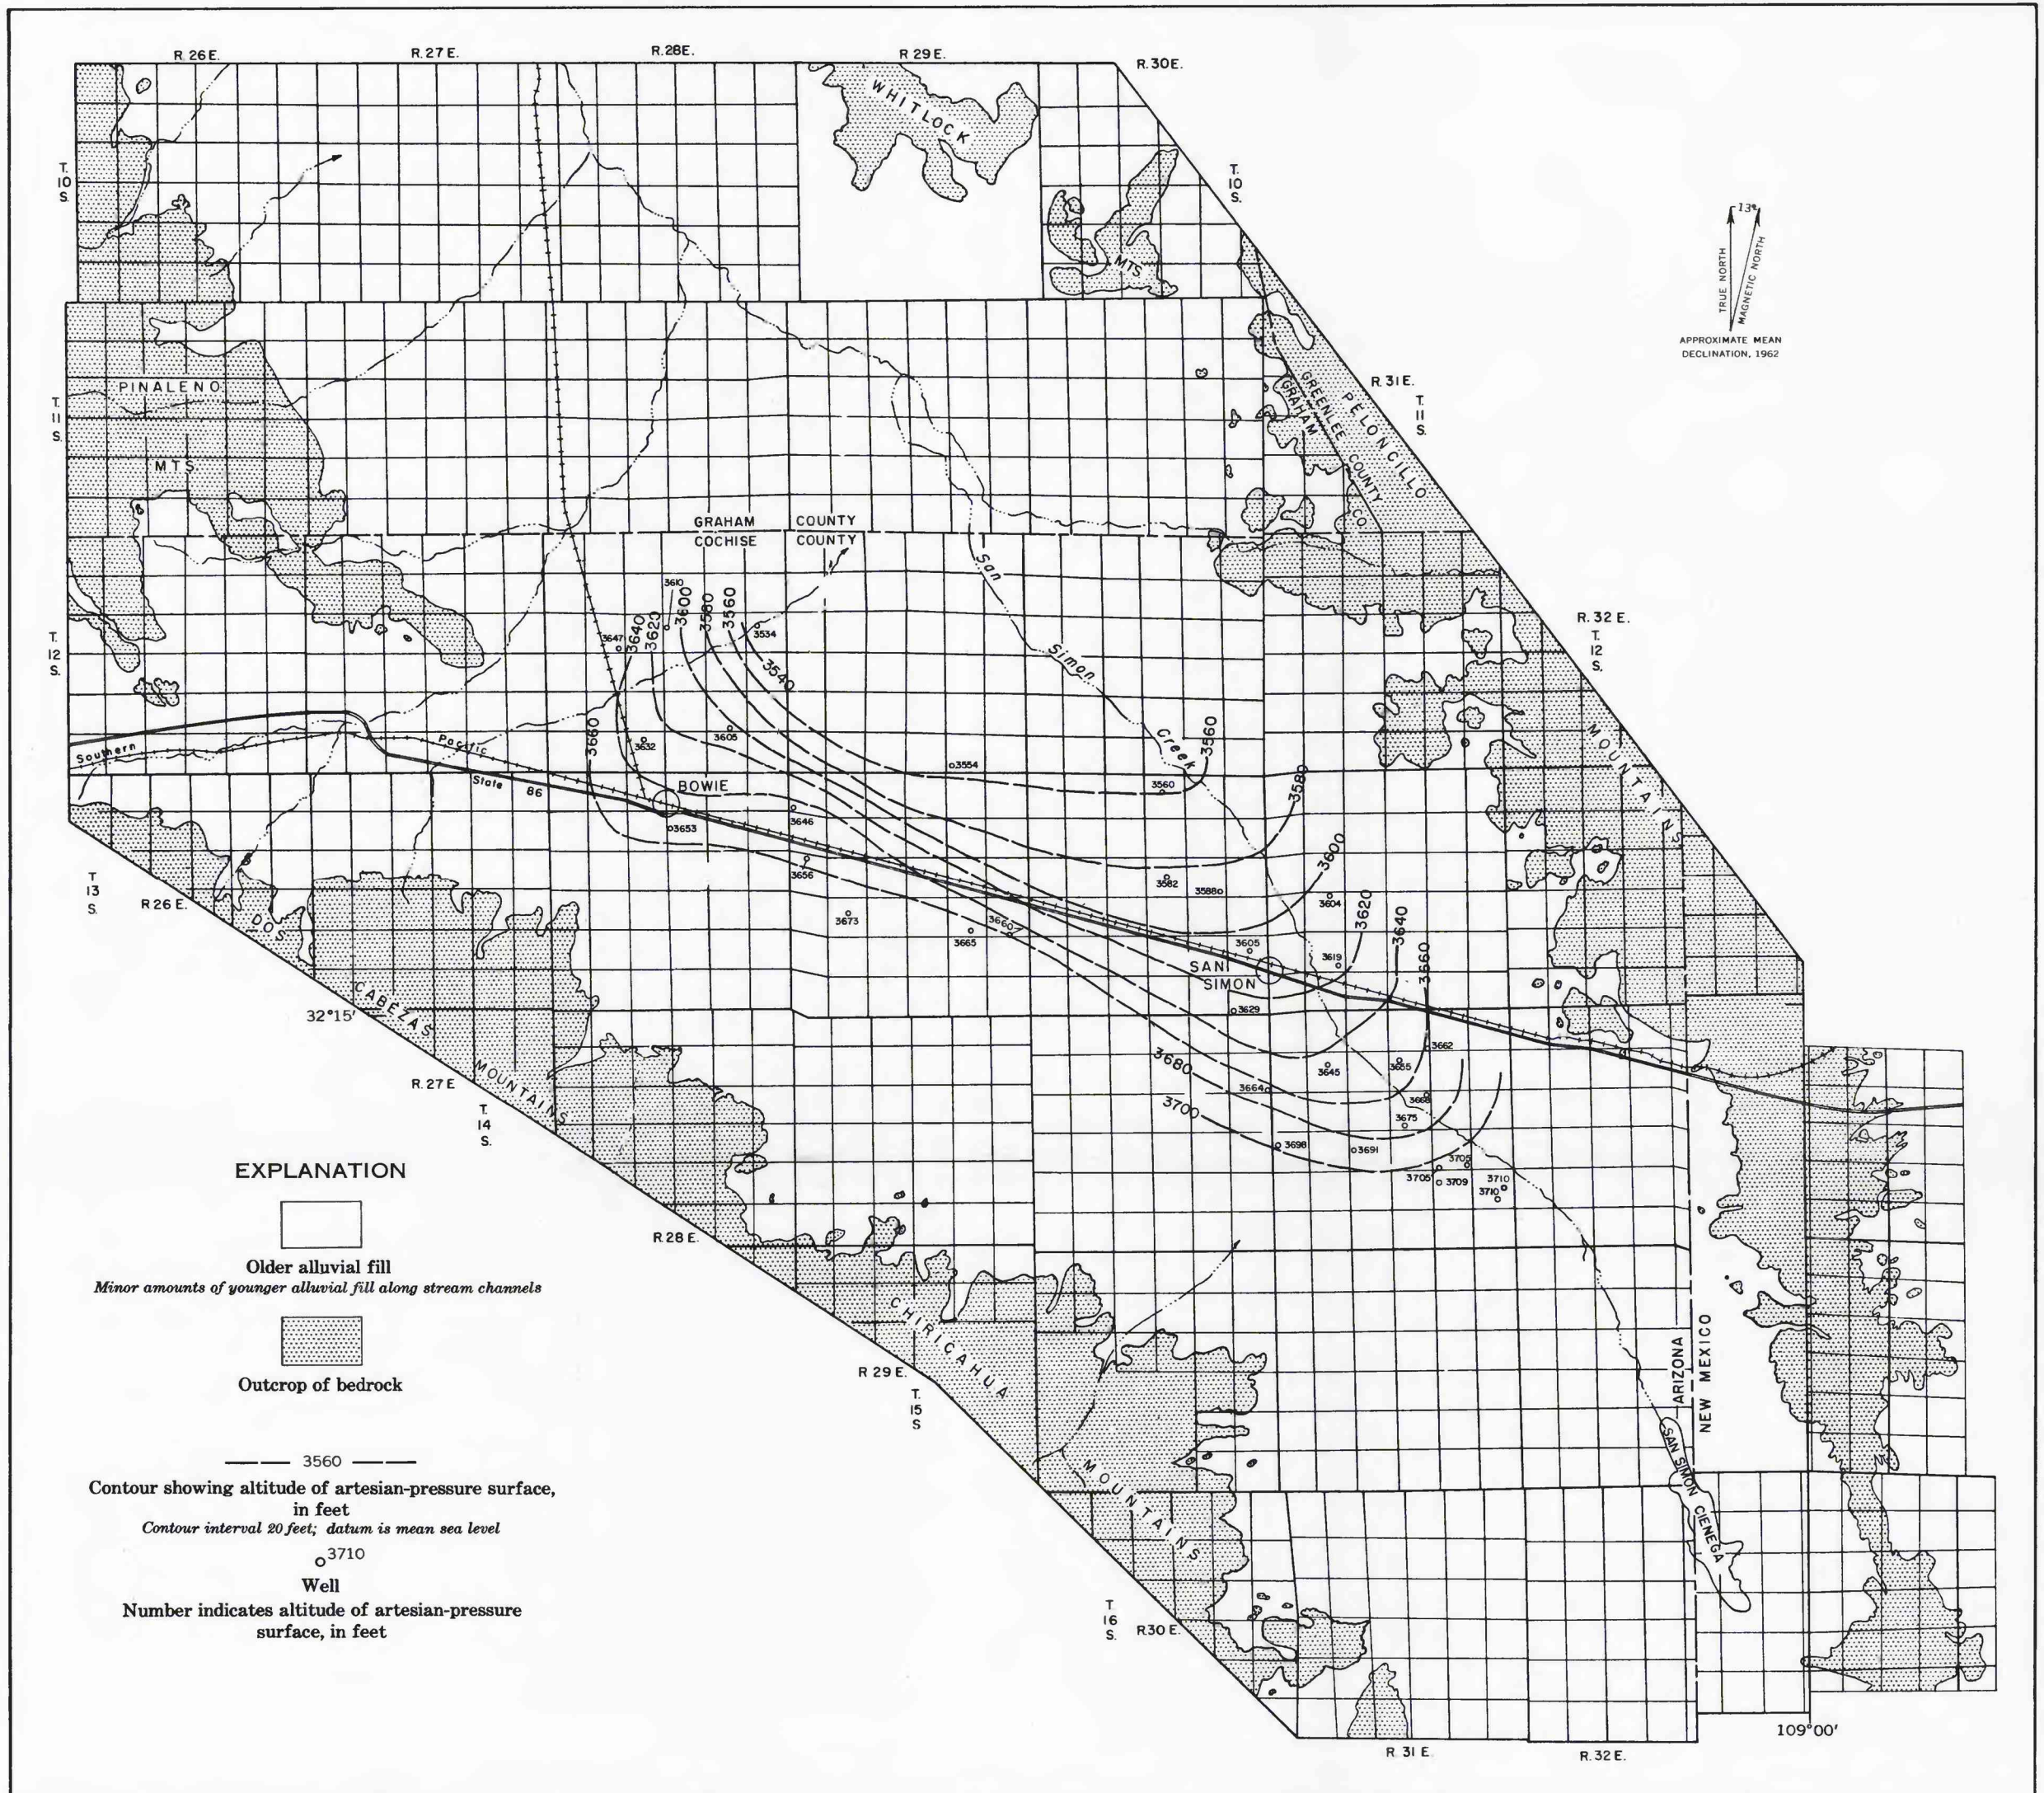 R. 26 E.
R. 27 E.
R. 28E.
R 29 E.
R. 30E.
WHITLOCK
MTS
T.
10
S.
T.
10
S.
13°
TRUE NORTH
MAGNETIC NORTH
APPROXIMATE MEAN
DECLINATION, 1962
PINALENO
MTS
T.
11
S.
R. 31 E.
T.
11
S.
GREENLEE COUNTY
GRAHAM CO
PELONCILLO
MOUNTAINS
GRAHAM COUNTY
COCHISE COUNTY
San Simon Creek
T.
12
S.
R. 32 E.
T.
12
S.
3610
3647
3640
3620
3600
3580
3560
3534
3540
3660
3632
3605
3554
3560
3560
3580
Southern Pacific
State 86
BOWIE
3646
3653
3656
3673
3665
3660
3582
3588
3600
3604
3620
3640
3660
T
13
S.
R 26 E.
DOS
CABEZAS
MOUNTAINS
32°15'
3605
3619
SAN
SIMON
3629
3662
3645
3655
3680
3664
3668
3700
3675
3698
3691
3705
3705
3709
3710
3710
R. 27 E
T.
14
S.
R 28 E.
CHIRICAHUA
MOUNTAINS
R 29 E.
T.
15
S
ARIZONA
NEW MEXICO
SAN SIMON CIENEGA
T.
16
S.
R30 E.
R. 31 E.
R. 32 E.
109°00'
EXPLANATION
Older alluvial fill
Minor amounts of younger alluvial fill along stream channels
Outcrop of bedrock
3560
Contour showing altitude of artesian-pressure surface,
in feet
Contour interval 20 feet; datum is mean sea level
3710
Well
Number indicates altitude of artesian-pressure
surface, in feet